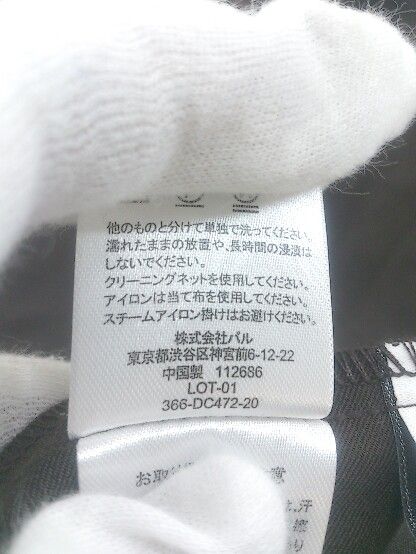 他のものと分けて単独で洗ってください。
濡れたままの放置や、長時間の浸漬は
しないでください。
クリーニングネットを使用してください。
アイロンは当て布を使用してください。
スチームアイロン掛けはお避けください。
株式会社パル
東京都渋谷区神宮前6-12-22
中国製 112686
LOT-01
366-DC472-20
お取
意
汗